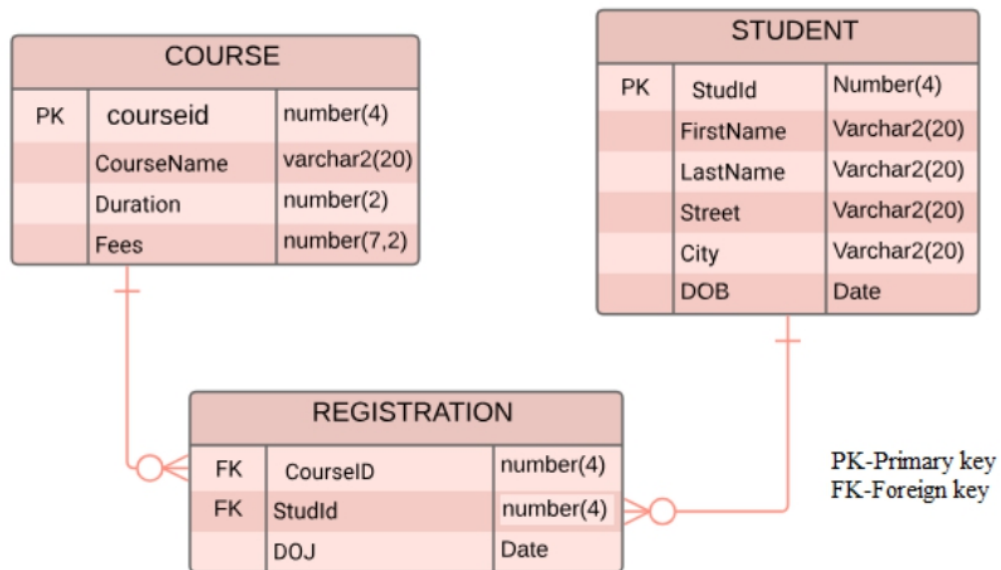 COURSE
PK courseid number(4)
CourseName varchar2(20)
Duration number(2)
Fees number(7,2)
STUDENT
PK StudId Number(4)
FirstName Varchar2(20)
LastName Varchar2(20)
Street Varchar2(20)
City Varchar2(20)
DOB Date
REGISTRATION
FK CourseID number(4)
FK StudId number(4)
DOJ Date
PK-Primary key
FK-Foreign key